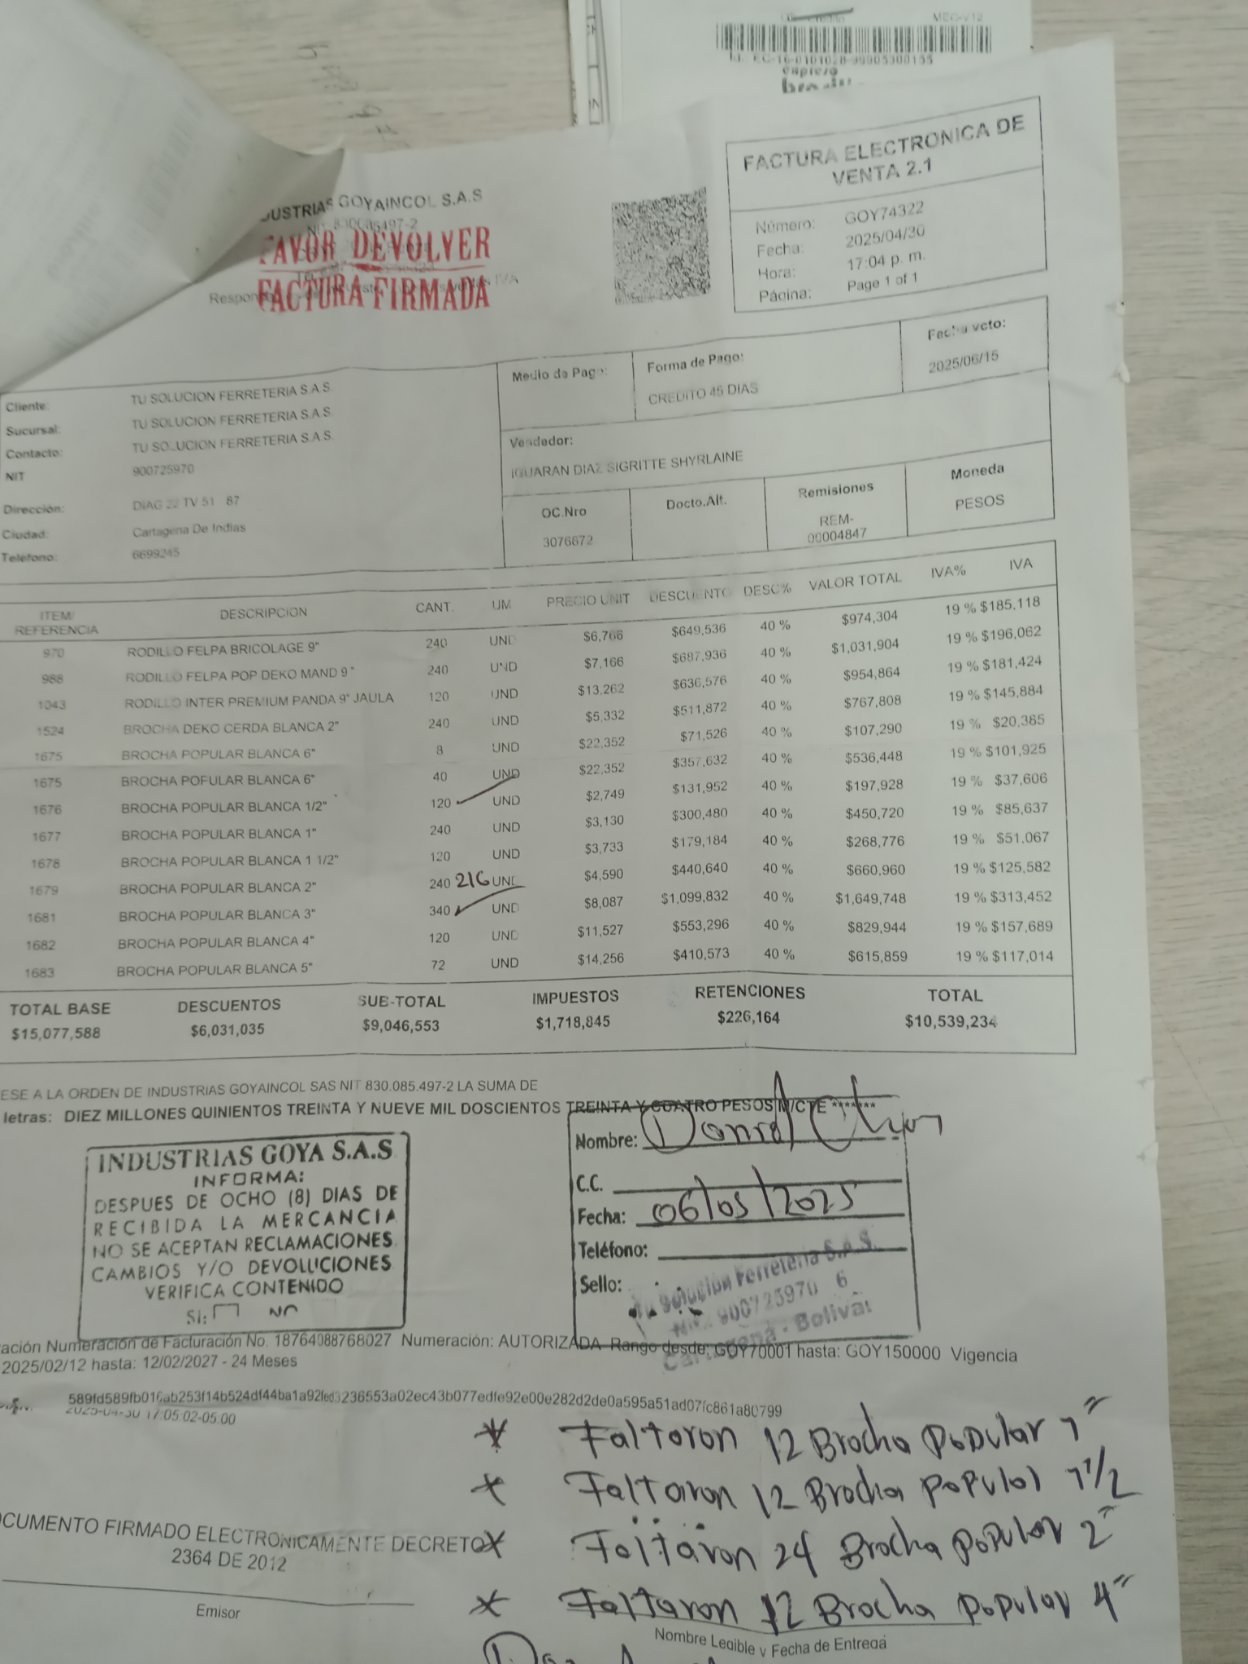 MEC-V12
express
FACTURA ELECTRONICA DE
VENTA 2.1
Número: GOY74322
Fecha: 2025/04/30
Hora: 17:04 p. m.
Página: Page 1 of 1
INDUSTRIAS GOYAINCOL S.A.S
FAVOR DEVOLVER
FACTURA FIRMADA
IVA
Cliente: TU SOLUCION FERRETERIA S.A.S.
Sucursal: TU SOLUCION FERRETERIA S.A.S.
Contacto: TU SOLUCION FERRETERIA S.A.S.
NIT 900725970
Dirección: DIAG 22 TV 51 87
Ciudad: Cartagena De Indias
Teléfono: 6699245
Medio de Pago:
Forma de Pago:
CREDITO 45 DIAS
Fecha vcto:
2025/06/15
Vendedor:
IGUARAN DIAZ SIGRITTE SHYRLAINE
OC.Nro Docto.Alt. Remisiones Moneda
3076672 REM-00004847 PESOS
ITEM/REFERENCIA DESCRIPCION CANT. UM PRECIO UNIT DESCUENTO DESC% VALOR TOTAL IVA% IVA
970 RODILLO FELPA BRICOLAGE 9" 240 UND $6,766 $649,536 40 % $974,304 19 % $185,118
988 RODILLO FELPA POP DEKO MAND 9" 240 UND $7,166 $687,936 40 % $1,031,904 19 % $196,062
1043 RODILLO INTER PREMIUM PANDA 9" JAULA 120 UND $13,262 $636,576 40 % $954,864 19 % $181,424
1524 BROCHA DEKO CERDA BLANCA 2" 240 UND $5,332 $511,872 40 % $767,808 19 % $145,884
1675 BROCHA POPULAR BLANCA 6" 8 UND $22,352 $71,526 40 % $107,290 19 % $20,385
1675 BROCHA POPULAR BLANCA 6" 40 UND $22,352 $357,632 40 % $536,448 19 % $101,925
1676 BROCHA POPULAR BLANCA 1/2" 120 UND $2,749 $131,952 40 % $197,928 19 % $37,606
1677 BROCHA POPULAR BLANCA 1" 240 UND $3,130 $300,480 40 % $450,720 19 % $85,637
1678 BROCHA POPULAR BLANCA 1 1/2" 120 UND $3,733 $179,184 40 % $268,776 19 % $51,067
1679 BROCHA POPULAR BLANCA 2" 240 216 UND $4,590 $440,640 40 % $660,960 19 % $125,582
1681 BROCHA POPULAR BLANCA 3" 340 UND $8,087 $1,099,832 40 % $1,649,748 19 % $313,452
1682 BROCHA POPULAR BLANCA 4" 120 UND $11,527 $553,296 40 % $829,944 19 % $157,689
1683 BROCHA POPULAR BLANCA 5" 72 UND $14,256 $410,573 40 % $615,859 19 % $117,014
TOTAL BASE DESCUENTOS SUB-TOTAL IMPUESTOS RETENCIONES TOTAL
$15,077,588 $6,031,035 $9,046,553 $1,718,845 $226,164 $10,539,234
ESE A LA ORDEN DE INDUSTRIAS GOYAINCOL SAS NIT 830.085.497-2 LA SUMA DE
letras: DIEZ MILLONES QUINIENTOS TREINTA Y NUEVE MIL DOSCIENTOS TREINTA Y CUATRO PESOS M/CTE *******
INDUSTRIAS GOYA S.A.S
INFORMA:
DESPUES DE OCHO (8) DIAS DE
RECIBIDA LA MERCANCIA
NO SE ACEPTAN RECLAMACIONES
CAMBIOS Y/O DEVOLUCIONES
VERIFICA CONTENIDO
SI: NO
Nombre:
C.C.
Fecha: 06/05/2025
Teléfono:
Sello:
Tu Solución Ferreteria S.A.S.
Nit. 900725970 6
Cartagena - Bolivar
ación Numeración de Facturación No. 18764088768027 Numeración: AUTORIZADA Rango desde: GOY70001 hasta: GOY150000 Vigencia
2025/02/12 hasta: 12/02/2027 - 24 Meses
2025-04-30 17:05:02-05:00
* Faltaron 12 Brocha Popular 1"
* Faltaron 12 Brocha Popular 1 1/2
* Faltaron 24 Brocha Popular 2"
* Faltaron 12 Brocha Popular 4"
OCUMENTO FIRMADO ELECTRONICAMENTE DECRETO
2364 DE 2012
Emisor
Nombre Legible y Fecha de Entrega